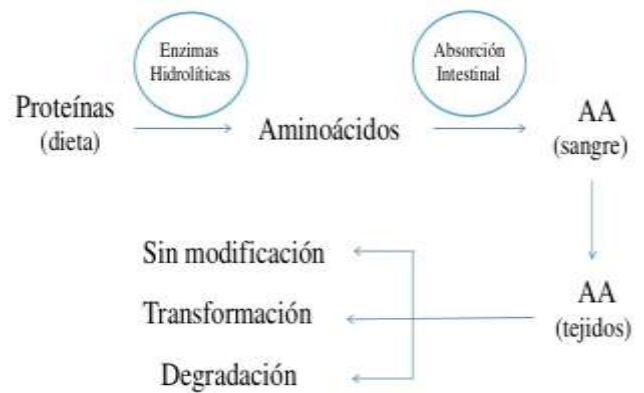 Enzimas
Hidrolíticas
Absorción
Intestinal
Proteínas
(dieta)
Aminoácidos
AA
(sangre)
Sin modificación
Transformación
Degradación
AA
(tejidos)